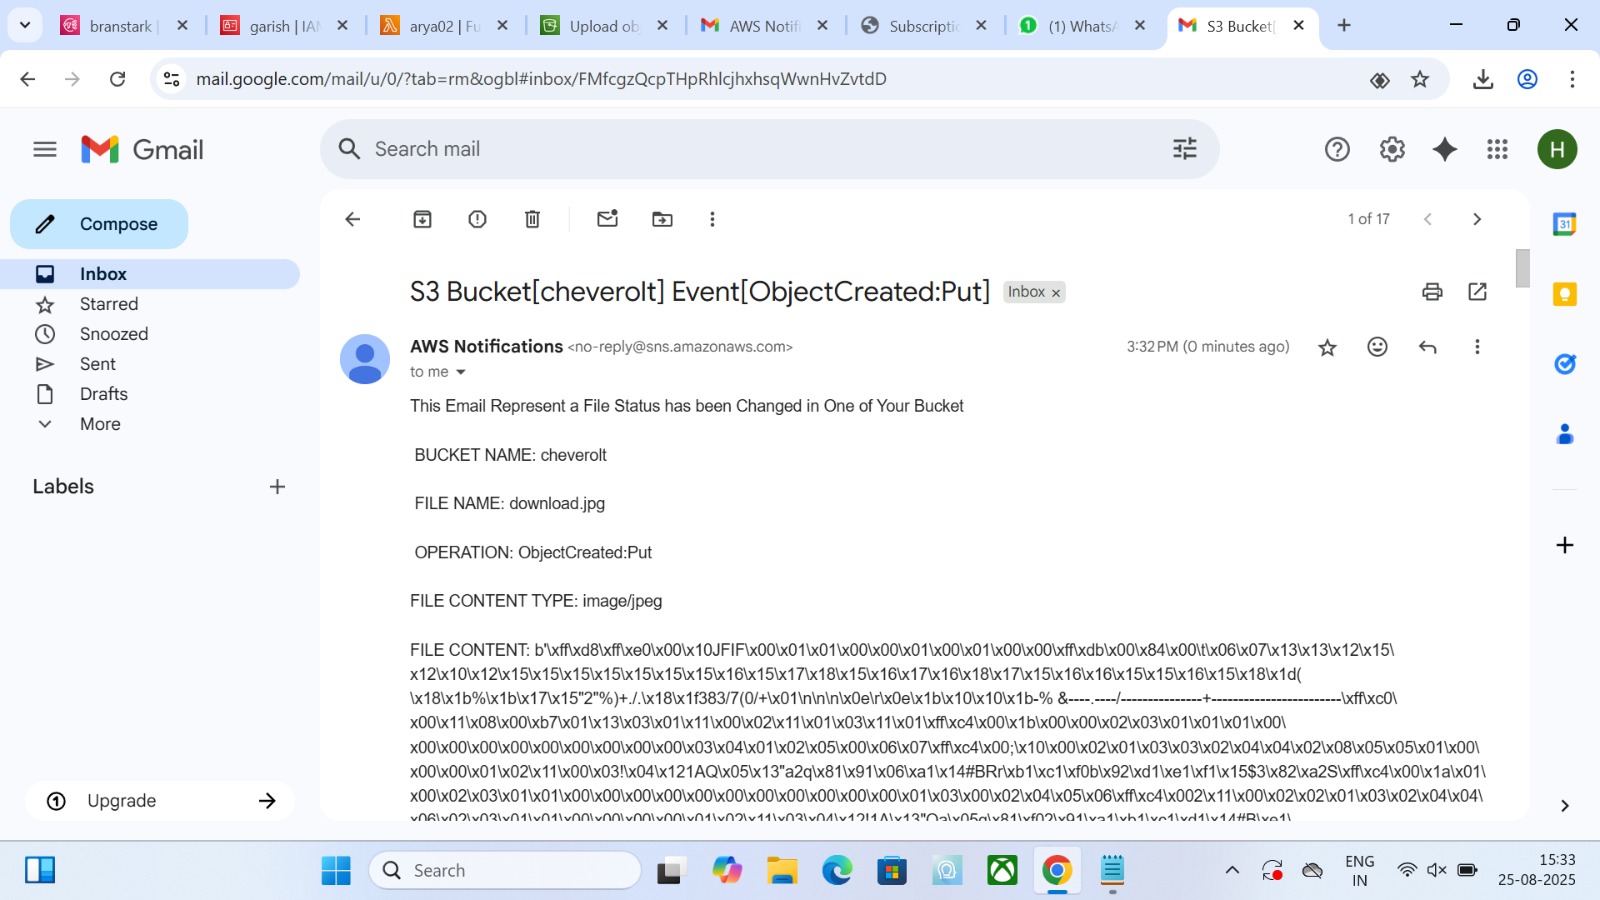 branstark |
garish | IAM
arya02 | Fu
Upload ob
AWS Notifi
Subscriptic
(1) WhatsA
S3 Bucket[
mail.google.com/mail/u/0/?tab=rm&ogbl#inbox/FMfcgzQcpTHpRhlcjhxhsqWwnHvZvtdD
Gmail
Search mail
H
Compose
1 of 17
Inbox
Starred
Snoozed
Sent
Drafts
More
Labels
Upgrade
S3 Bucket[cheverolt] Event[ObjectCreated:Put] Inbox x
AWS Notifications <no-reply@sns.amazonaws.com> 3:32 PM (0 minutes ago)
to me
This Email Represent a File Status has been Changed in One of Your Bucket
BUCKET NAME: cheverolt
FILE NAME: download.jpg
OPERATION: ObjectCreated:Put
FILE CONTENT TYPE: image/jpeg
FILE CONTENT: b'\xff\xd8\xff\xe0\x00\x10JFIF\x00\x01\x01\x00\x00\x01\x00\x01\x00\x00\xff\xdb\x00\x84\x00\t\x06\x07\x13\x13\x12\x15\
x12\x10\x12\x15\x15\x15\x15\x15\x15\x15\x16\x15\x17\x18\x15\x16\x17\x16\x18\x17\x15\x16\x16\x15\x15\x16\x15\x18\x1d(
\x18\x1b%\x1b\x17\x15"2"%)+./.\x18\x1f383/7(0/+\x01\n\n\n\x0e\r\x0e\x1b\x10\x10\x1b-% &----.----/---------------+------------------------\xff\xc0\
x00\x11\x08\x00\xb7\x01\x13\x03\x01\x11\x00\x02\x11\x01\x03\x11\x01\xff\xc4\x00\x1b\x00\x00\x02\x03\x01\x01\x01\x00\
x00\x00\x00\x00\x00\x00\x00\x00\x00\x03\x04\x01\x02\x05\x00\x06\x07\xff\xc4\x00;\x10\x00\x02\x01\x03\x03\x02\x04\x04\x02\x08\x05\x05\x01\x00\
x00\x00\x01\x02\x11\x00\x03!\x04\x121AQ\x05\x13"a2q\x81\x91\x06\xa1\x14#BRr\xb1\xc1\xf0b\x92\xd1\xe1\xf1\x15$3\x82\xa2S\xff\xc4\x00\x1a\x01\
x00\x02\x03\x01\x01\x00\x00\x00\x00\x00\x00\x00\x00\x00\x00\x00\x00\x01\x03\x00\x02\x04\x05\x06\xff\xc4\x002\x11\x00\x02\x02\x01\x03\x02\x04\x04\
x06\x02\x03\x01\x01\x00\x00\x00\x00\x01\x02\x11\x03\x04\x12!1A\x13"Qa\x05q\x81\xf02\x91\xa1\xb1\xc1\xd1\x14#B\xe1\
Search
ENG
IN
15:33
25-08-2025